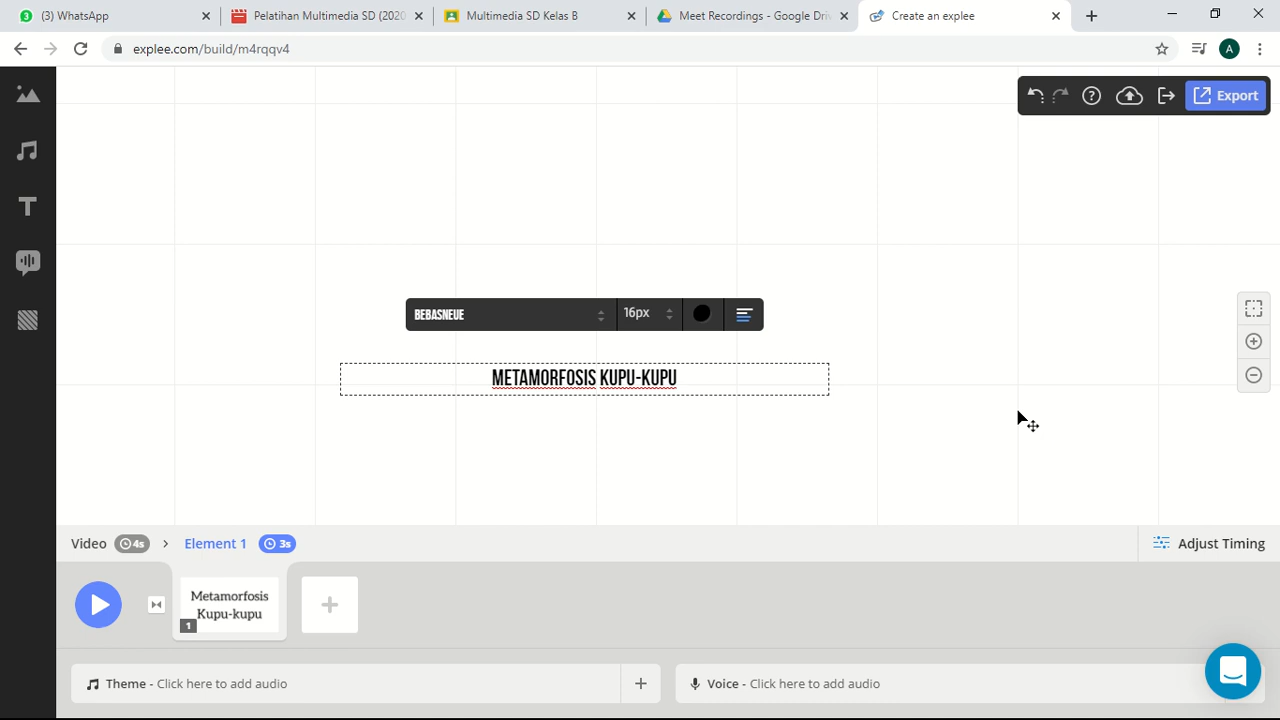 3
(3) WhatsApp
Pelatihan Multimedia SD (2020
Multimedia SD Kelas B
Meet Recordings - Google Driv
Create an explee
explee.com/build/m4rqqv4
A
Export
T
BEBASNEUE
16px
METAMORFOSIS KUPU-KUPU
Video
4s
Element 1
3s
Adjust Timing
Metamorfosis
Kupu-kupu
1
Theme - Click here to add audio
Voice - Click here to add audio